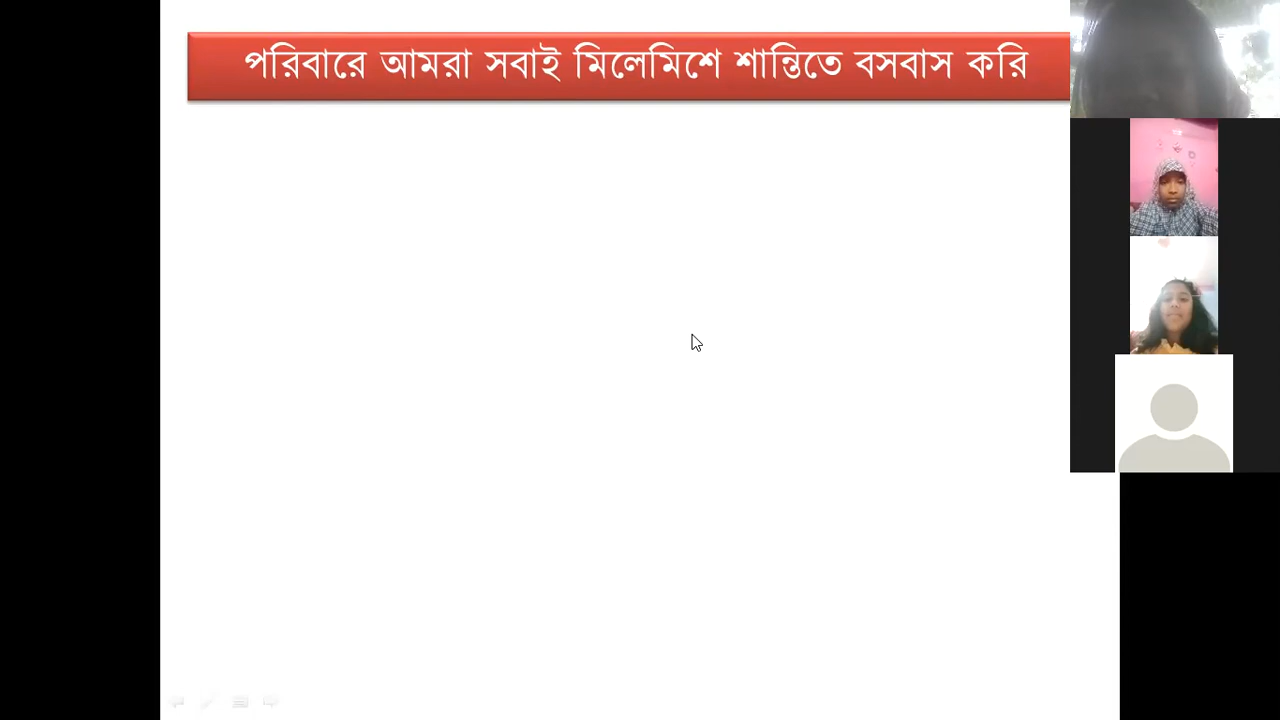 পরিবারে আমরা সবাই মিলেমিশে শান্তিতে বসবাস করি